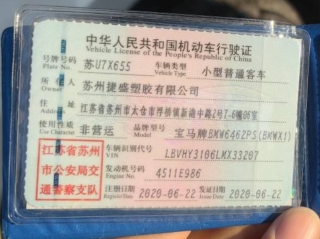 中华人民共和国机动车行驶证
Vehicle License of the People's Republic of China
号牌号码 苏U7X655 车辆类型 小型普通客车
Plate No. Vehicle Type
所有人 苏州捷盛塑胶有限公司
Owner
住址 江苏省苏州市太仓市浮桥镇新港中路2号7-6幢06室
Address
使用性质 非营运 品牌型号 宝马牌BMW6462PS(BMWX1)
Use Character Model
江苏省苏州
市公安局交
通警察支队
车辆识别代号 LBVHY3106LMX33207
VIN
发动机号码 4511E986
Engine No.
注册日期 2020-06-22 发证日期 2020-06-22
Register Date Issue Date